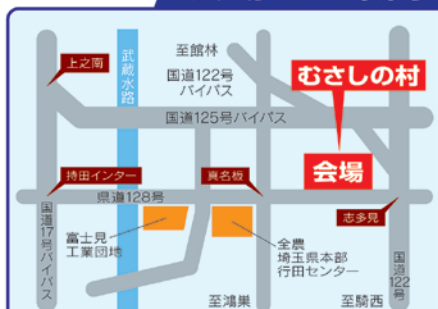 上之南
武蔵水路
至館林
国道122号
バイパス
国道125号バイパス
むさしの村
会場
持田インター
真名板
県道128号
志多見
国道
17号バイパス
富士見
工業団地
全農
埼玉県本部
行田センター
国道
122
号
至鴻巣
至騎西